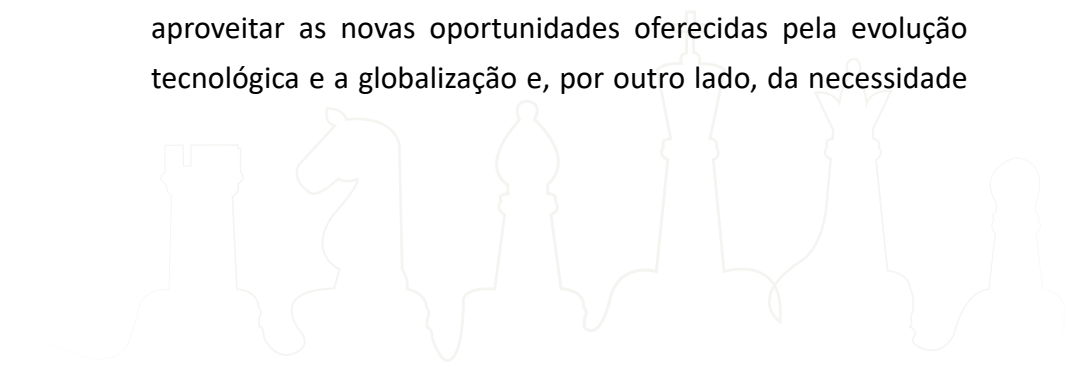 aproveitar as novas oportunidades oferecidas pela evolução
tecnológica e a globalização e, por outro lado, da necessidade